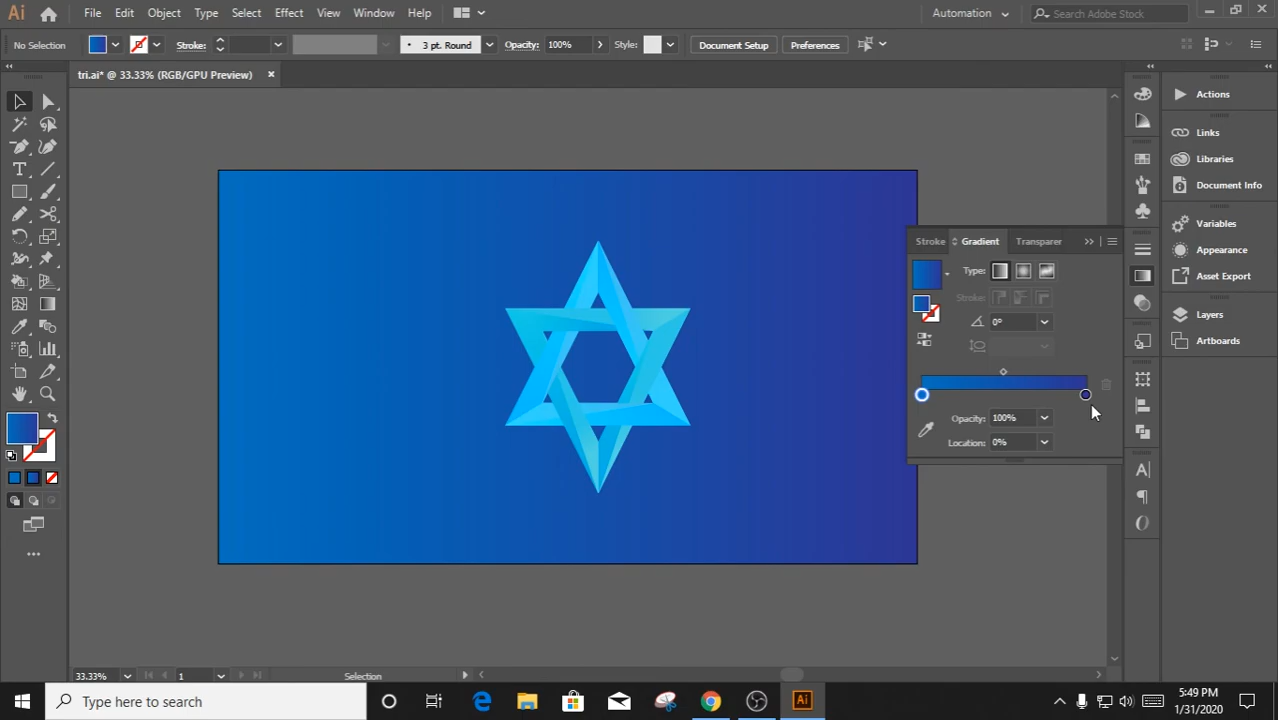 Ai File Edit Object Type Select Effect View Window Help Automation Search Adobe Stock
No Selection Stroke: 3 pt. Round Opacity: 100% Style: Document Setup Preferences
tri.ai* @ 33.33% (RGB/GPU Preview)
Actions
Links
Libraries
Document Info
Variables
Appearance
Asset Export
Layers
Artboards
Stroke Gradient Transparer
Type:
Stroke:
0°
Opacity: 100%
Location: 0%
33.33% 1 Selection
Type here to search
Ai
5:49 PM
1/31/2020